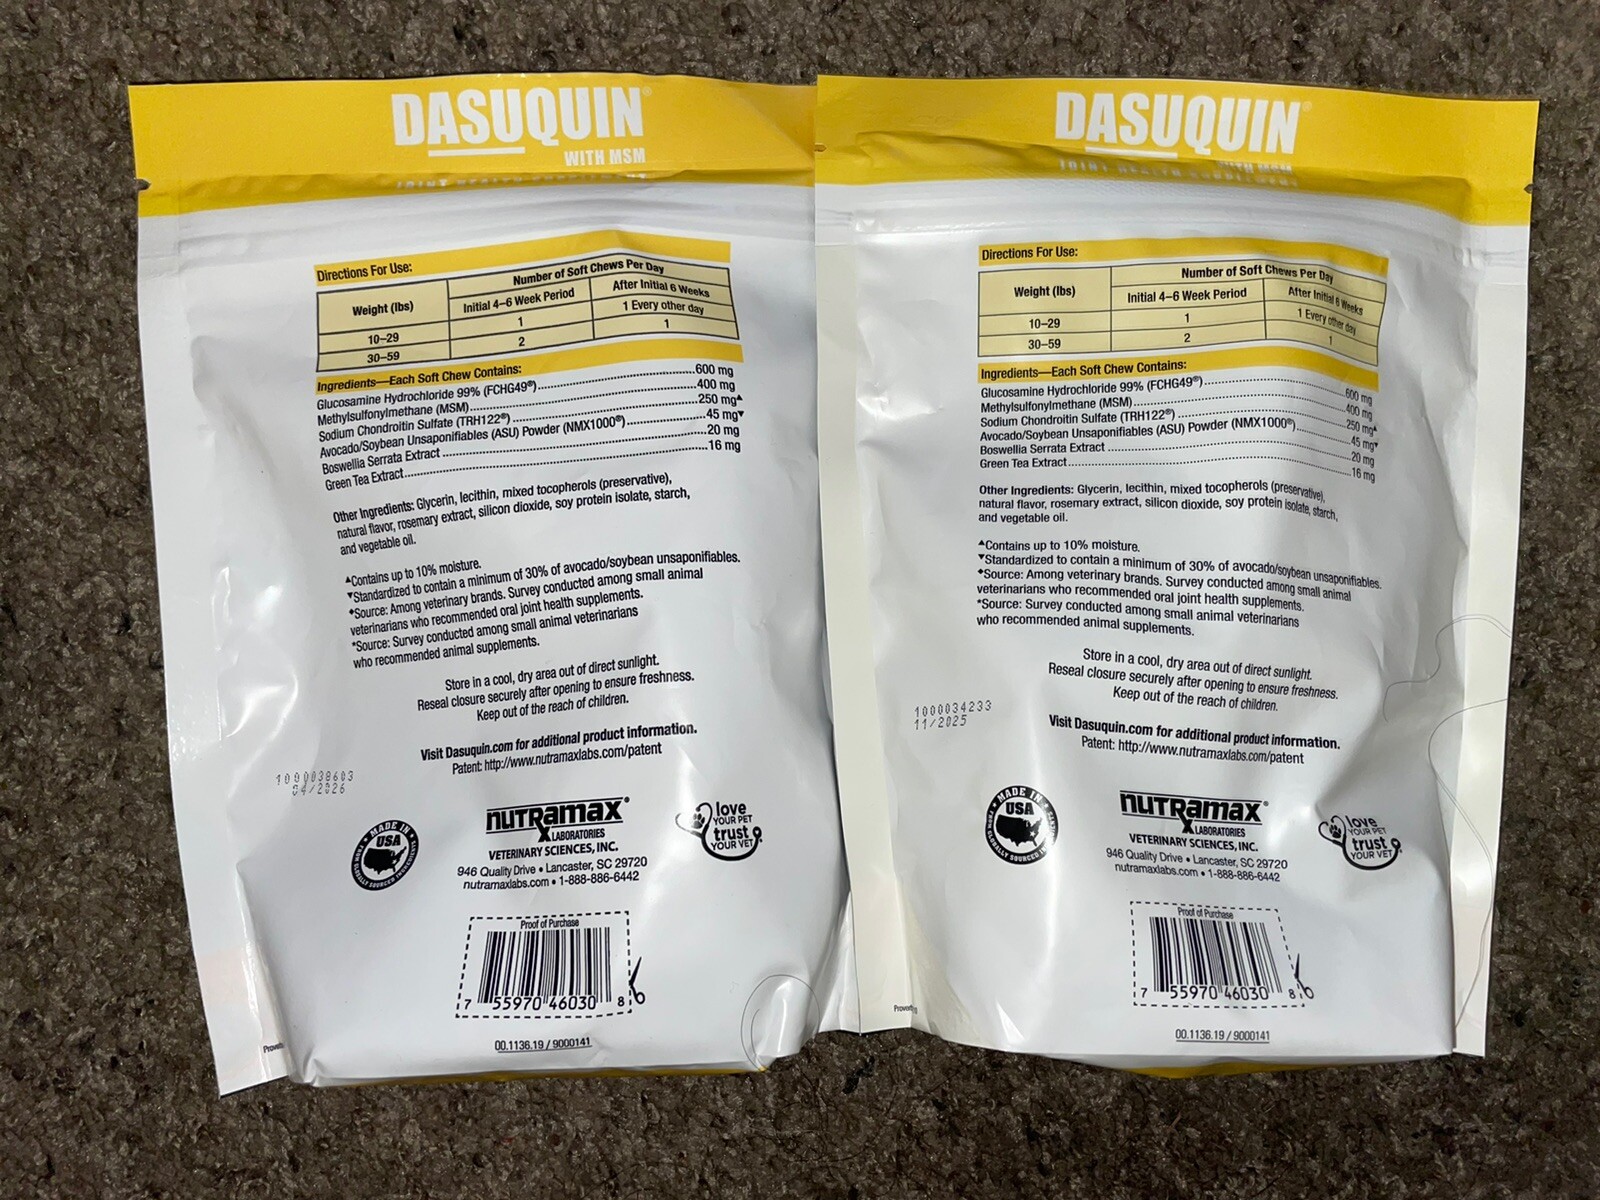 DASUQUIN®
WITH MSM
JOINT HEALTH SUPPLEMENT
Directions For Use:
Weight (lbs)
Number of Soft Chews Per Day
Initial 4–6 Week Period
After Initial 6 Weeks
10–29
1
1 Every other day
30–59
2
1
Ingredients—Each Soft Chew Contains:
Glucosamine Hydrochloride 99% (FCHG49®)..........600 mg
Methylsulfonylmethane (MSM)..........400 mg
Sodium Chondroitin Sulfate (TRH122®)..........250 mg▲
Avocado/Soybean Unsaponifiables (ASU) Powder (NMX1000®)..........45 mg▼
Boswellia Serrata Extract..........20 mg
Green Tea Extract..........16 mg
Other Ingredients: Glycerin, lecithin, mixed tocopherols (preservative),
natural flavor, rosemary extract, silicon dioxide, soy protein isolate, starch,
and vegetable oil.
▲Contains up to 10% moisture.
▼Standardized to contain a minimum of 30% of avocado/soybean unsaponifiables.
◆Source: Among veterinary brands. Survey conducted among small animal
veterinarians who recommended oral joint health supplements.
*Source: Survey conducted among small animal veterinarians
who recommended animal supplements.
Store in a cool, dry area out of direct sunlight.
Reseal closure securely after opening to ensure freshness.
Keep out of the reach of children.
Visit Dasuquin.com for additional product information.
Patent: http://www.nutramaxlabs.com/patent
1000038603
04/2026
MADE IN
USA
FROM GLOBALLY SOURCED INGREDIENTS
nutramax®
LABORATORIES
VETERINARY SCIENCES, INC.
946 Quality Drive • Lancaster, SC 29720
nutramaxlabs.com • 1-888-886-6442
love
YOUR PET
trust
YOUR VET
Proof of Purchase
7 55970 46030 8
00.1136.19 / 9000141
DASUQUIN®
WITH MSM
JOINT HEALTH SUPPLEMENT
Directions For Use:
Weight (lbs)
Number of Soft Chews Per Day
Initial 4–6 Week Period
After Initial 6 Weeks
10–29
1
1 Every other day
30–59
2
1
Ingredients—Each Soft Chew Contains:
Glucosamine Hydrochloride 99% (FCHG49®)..........600 mg
Methylsulfonylmethane (MSM)..........400 mg
Sodium Chondroitin Sulfate (TRH122®)..........250 mg▲
Avocado/Soybean Unsaponifiables (ASU) Powder (NMX1000®)..........45 mg▼
Boswellia Serrata Extract..........20 mg
Green Tea Extract..........16 mg
Other Ingredients: Glycerin, lecithin, mixed tocopherols (preservative),
natural flavor, rosemary extract, silicon dioxide, soy protein isolate, starch,
and vegetable oil.
▲Contains up to 10% moisture.
▼Standardized to contain a minimum of 30% of avocado/soybean unsaponifiables.
◆Source: Among veterinary brands. Survey conducted among small animal
veterinarians who recommended oral joint health supplements.
*Source: Survey conducted among small animal veterinarians
who recommended animal supplements.
Store in a cool, dry area out of direct sunlight.
Reseal closure securely after opening to ensure freshness.
Keep out of the reach of children.
1000034233
11/2025
Visit Dasuquin.com for additional product information.
Patent: http://www.nutramaxlabs.com/patent
MADE IN
USA
nutramax®
LABORATORIES
VETERINARY SCIENCES, INC.
946 Quality Drive • Lancaster, SC 29720
nutramaxlabs.com • 1-888-886-6442
love
YOUR PET
trust
YOUR VET
Proof of Purchase
7 55970 46030 8
00.1136.19 / 9000141